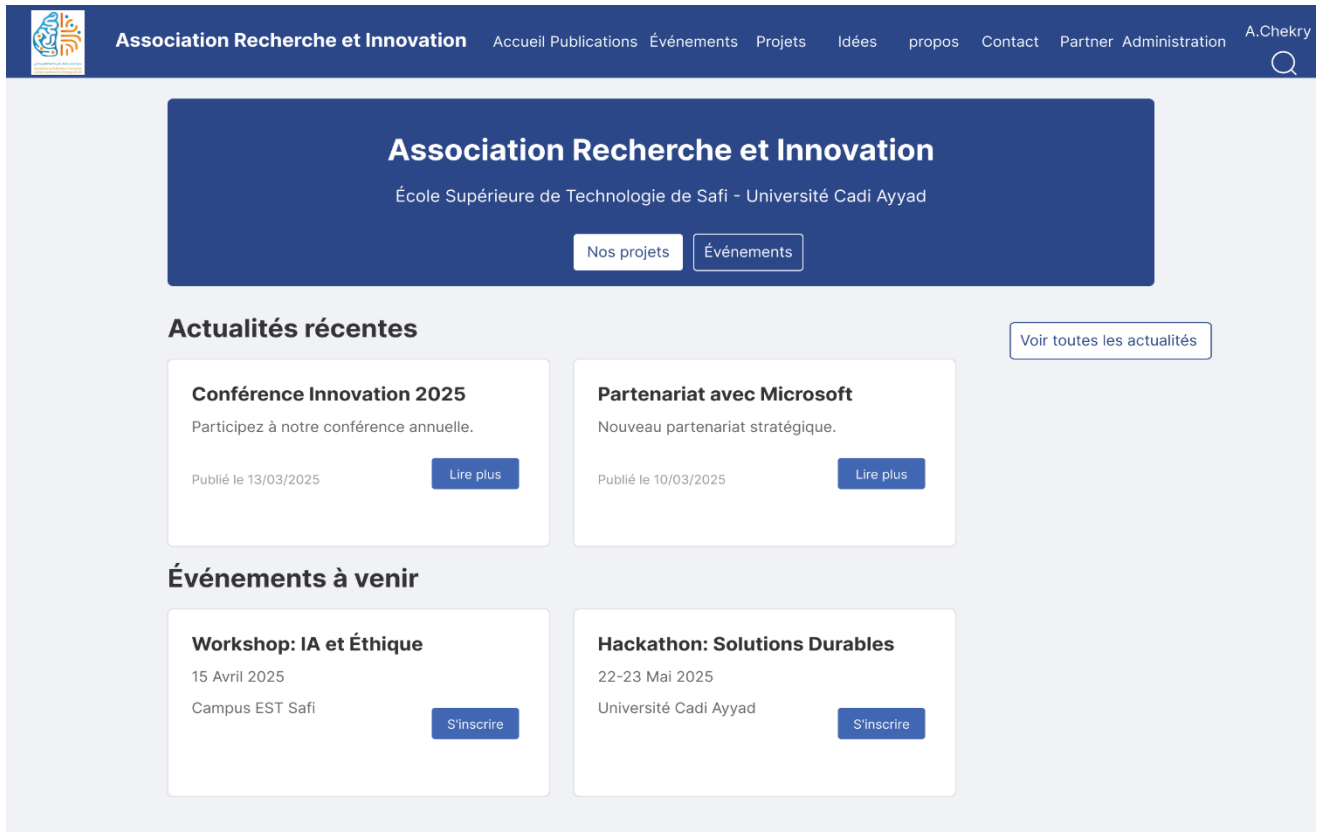 Association Recherche et Innovation
Accueil Publications Événements Projets Idées propos Contact Partner Administration
A.Chekry
Association Recherche et Innovation
École Supérieure de Technologie de Safi - Université Cadi Ayyad
Nos projets
Événements
Actualités récentes
Voir toutes les actualités
Conférence Innovation 2025
Participez à notre conférence annuelle.
Publié le 13/03/2025
Lire plus
Partenariat avec Microsoft
Nouveau partenariat stratégique.
Publié le 10/03/2025
Lire plus
Événements à venir
Workshop: IA et Éthique
15 Avril 2025
Campus EST Safi
S'inscrire
Hackathon: Solutions Durables
22-23 Mai 2025
Université Cadi Ayyad
S'inscrire